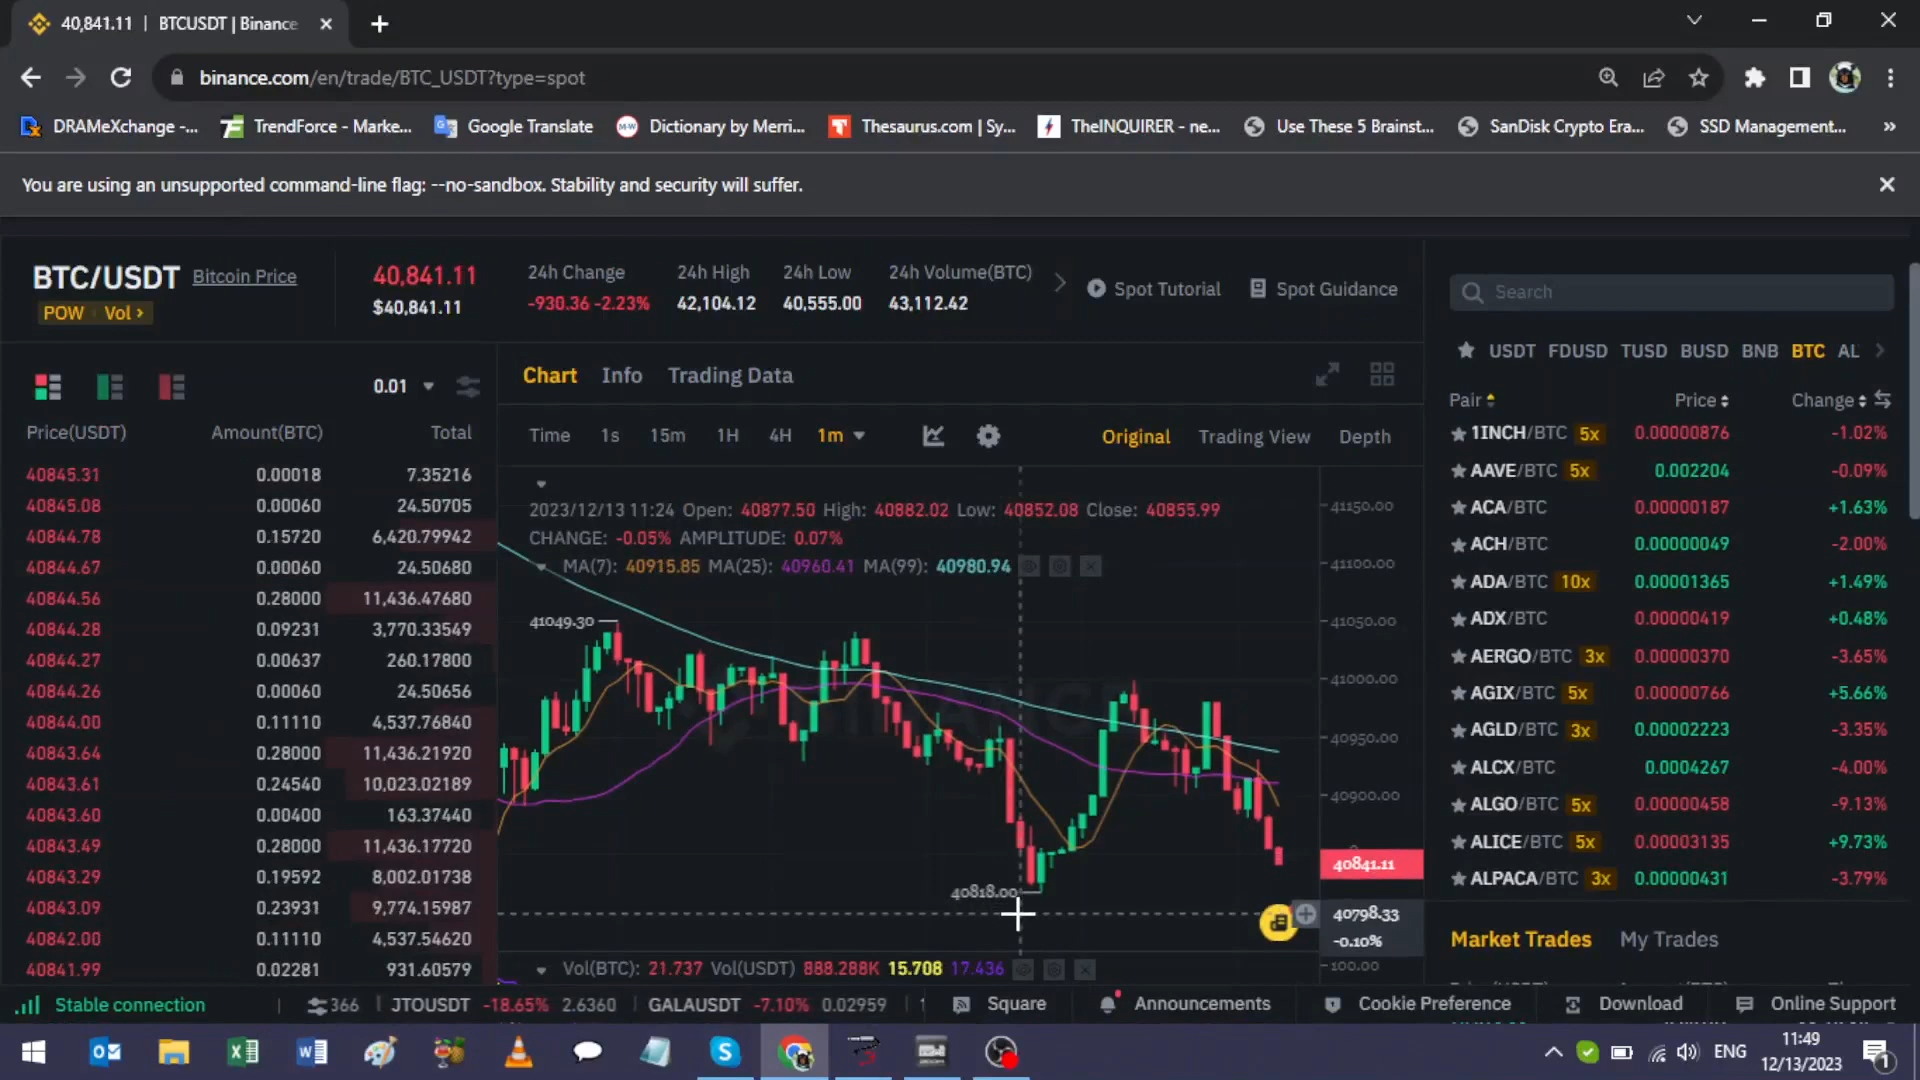 40,841.11 | BTCUSDT | Binance
binance.com/en/trade/BTC_USDT?type=spot
DRAMeXchange -... TrendForce - Marke... Google Translate Dictionary by Merri... Thesaurus.com | Sy... TheINQUIRER - ne... Use These 5 Brainst... SanDisk Crypto Era... SSD Management...
You are using an unsupported command-line flag: --no-sandbox. Stability and security will suffer.
BTC/USDT Bitcoin Price
POW Vol
40,841.11
$40,841.11
24h Change
-930.36 -2.23%
24h High
42,104.12
24h Low
40,555.00
24h Volume(BTC)
43,112.42
Spot Tutorial Spot Guidance
0.01
Price(USDT) Amount(BTC) Total
40845.31 0.00018 7.35216
40845.08 0.00060 24.50705
40844.78 0.15720 6,420.79942
40844.67 0.00060 24.50680
40844.56 0.28000 11,436.47680
40844.28 0.09231 3,770.33549
40844.27 0.00637 260.17800
40844.26 0.00060 24.50656
40844.00 0.11110 4,537.76840
40843.64 0.28000 11,436.21920
40843.61 0.24540 10,023.02189
40843.60 0.00400 163.37440
40843.49 0.28000 11,436.17720
40843.29 0.19592 8,002.01738
40843.09 0.23931 9,774.15987
40842.00 0.11110 4,537.54620
40841.99 0.02281 931.60579
Chart Info Trading Data
Time 1s 15m 1H 4H 1m
Original Trading View Depth
2023/12/13 11:24 Open: 40877.50 High: 40882.02 Low: 40852.08 Close: 40855.99
CHANGE: -0.05% AMPLITUDE: 0.07%
MA(7): 40915.85 MA(25): 40960.41 MA(99): 40980.94
41049.30
40818.00
41150.00
41100.00
41050.00
41000.00
40950.00
40900.00
40841.11
40798.33
-0.10%
100.00
Vol(BTC): 21.737 Vol(USDT) 888.288K 15.708 17.436
Search
USDT FDUSD TUSD BUSD BNB BTC AL
Pair Price Change
1INCH/BTC 5x 0.00000876 -1.02%
AAVE/BTC 5x 0.002204 -0.09%
ACA/BTC 0.00000187 +1.63%
ACH/BTC 0.00000049 -2.00%
ADA/BTC 10x 0.00001365 +1.49%
ADX/BTC 0.00000419 +0.48%
AERGO/BTC 3x 0.00000370 -3.65%
AGIX/BTC 5x 0.00000766 +5.66%
AGLD/BTC 3x 0.00002223 -3.35%
ALCX/BTC 0.0004267 -4.00%
ALGO/BTC 5x 0.00000458 -9.13%
ALICE/BTC 5x 0.00003135 +9.73%
ALPACA/BTC 3x 0.00000431 -3.79%
Market Trades My Trades
Stable connection 366 JTOUSDT -18.65% 2.6360 GALAUSDT -7.10% 0.02959 Square Announcements Cookie Preference Download Online Support
ENG
11:49
12/13/2023
1